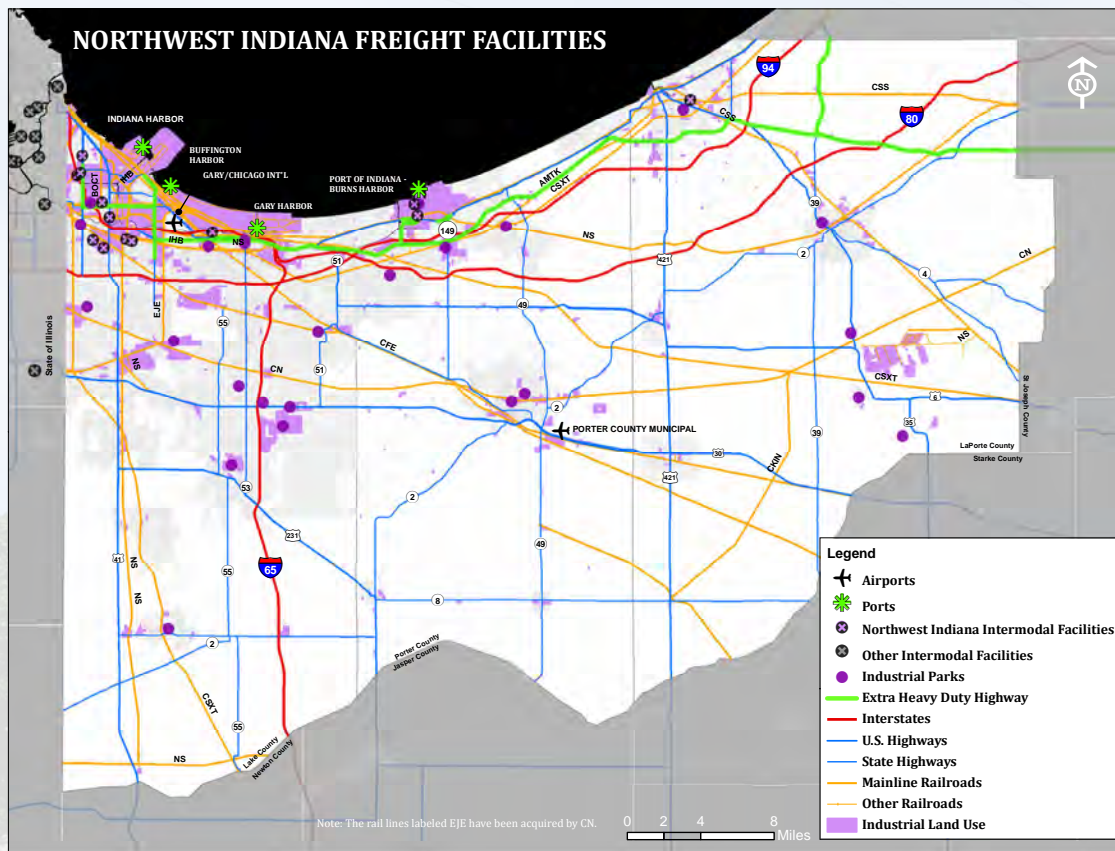 NORTHWEST INDIANA FREIGHT FACILITIES
94
N
CSS
80
INDIANA HARBOR
BUFFINGTON
HARBOR
GARY/CHICAGO INT'L
PORT OF INDIANA -
BURNS HARBOR
GARY HARBOR
CSS
AMTK
CSXT
IHB
BOCT
IHB
NS
149
NS
39
2
421
51
4
CN
49
EJE
55
State of Illinois
NS
CFE
CN
51
NS
CSXT
6
35
St Joseph County
2
PORTER COUNTY MUNICIPAL
39
LaPorte County
Starke County
30
CKIN
421
2
53
231
49
41
NS
NS
55
65
8
2
Porter County
Jasper County
CSXT
55
NS
Lake County
Newton County
Legend
Airports
Ports
Northwest Indiana Intermodal Facilities
Other Intermodal Facilities
Industrial Parks
Extra Heavy Duty Highway
Interstates
U.S. Highways
State Highways
Mainline Railroads
Other Railroads
Industrial Land Use
Note: The rail lines labeled EJE have been acquired by CN.
0 2 4 8
Miles